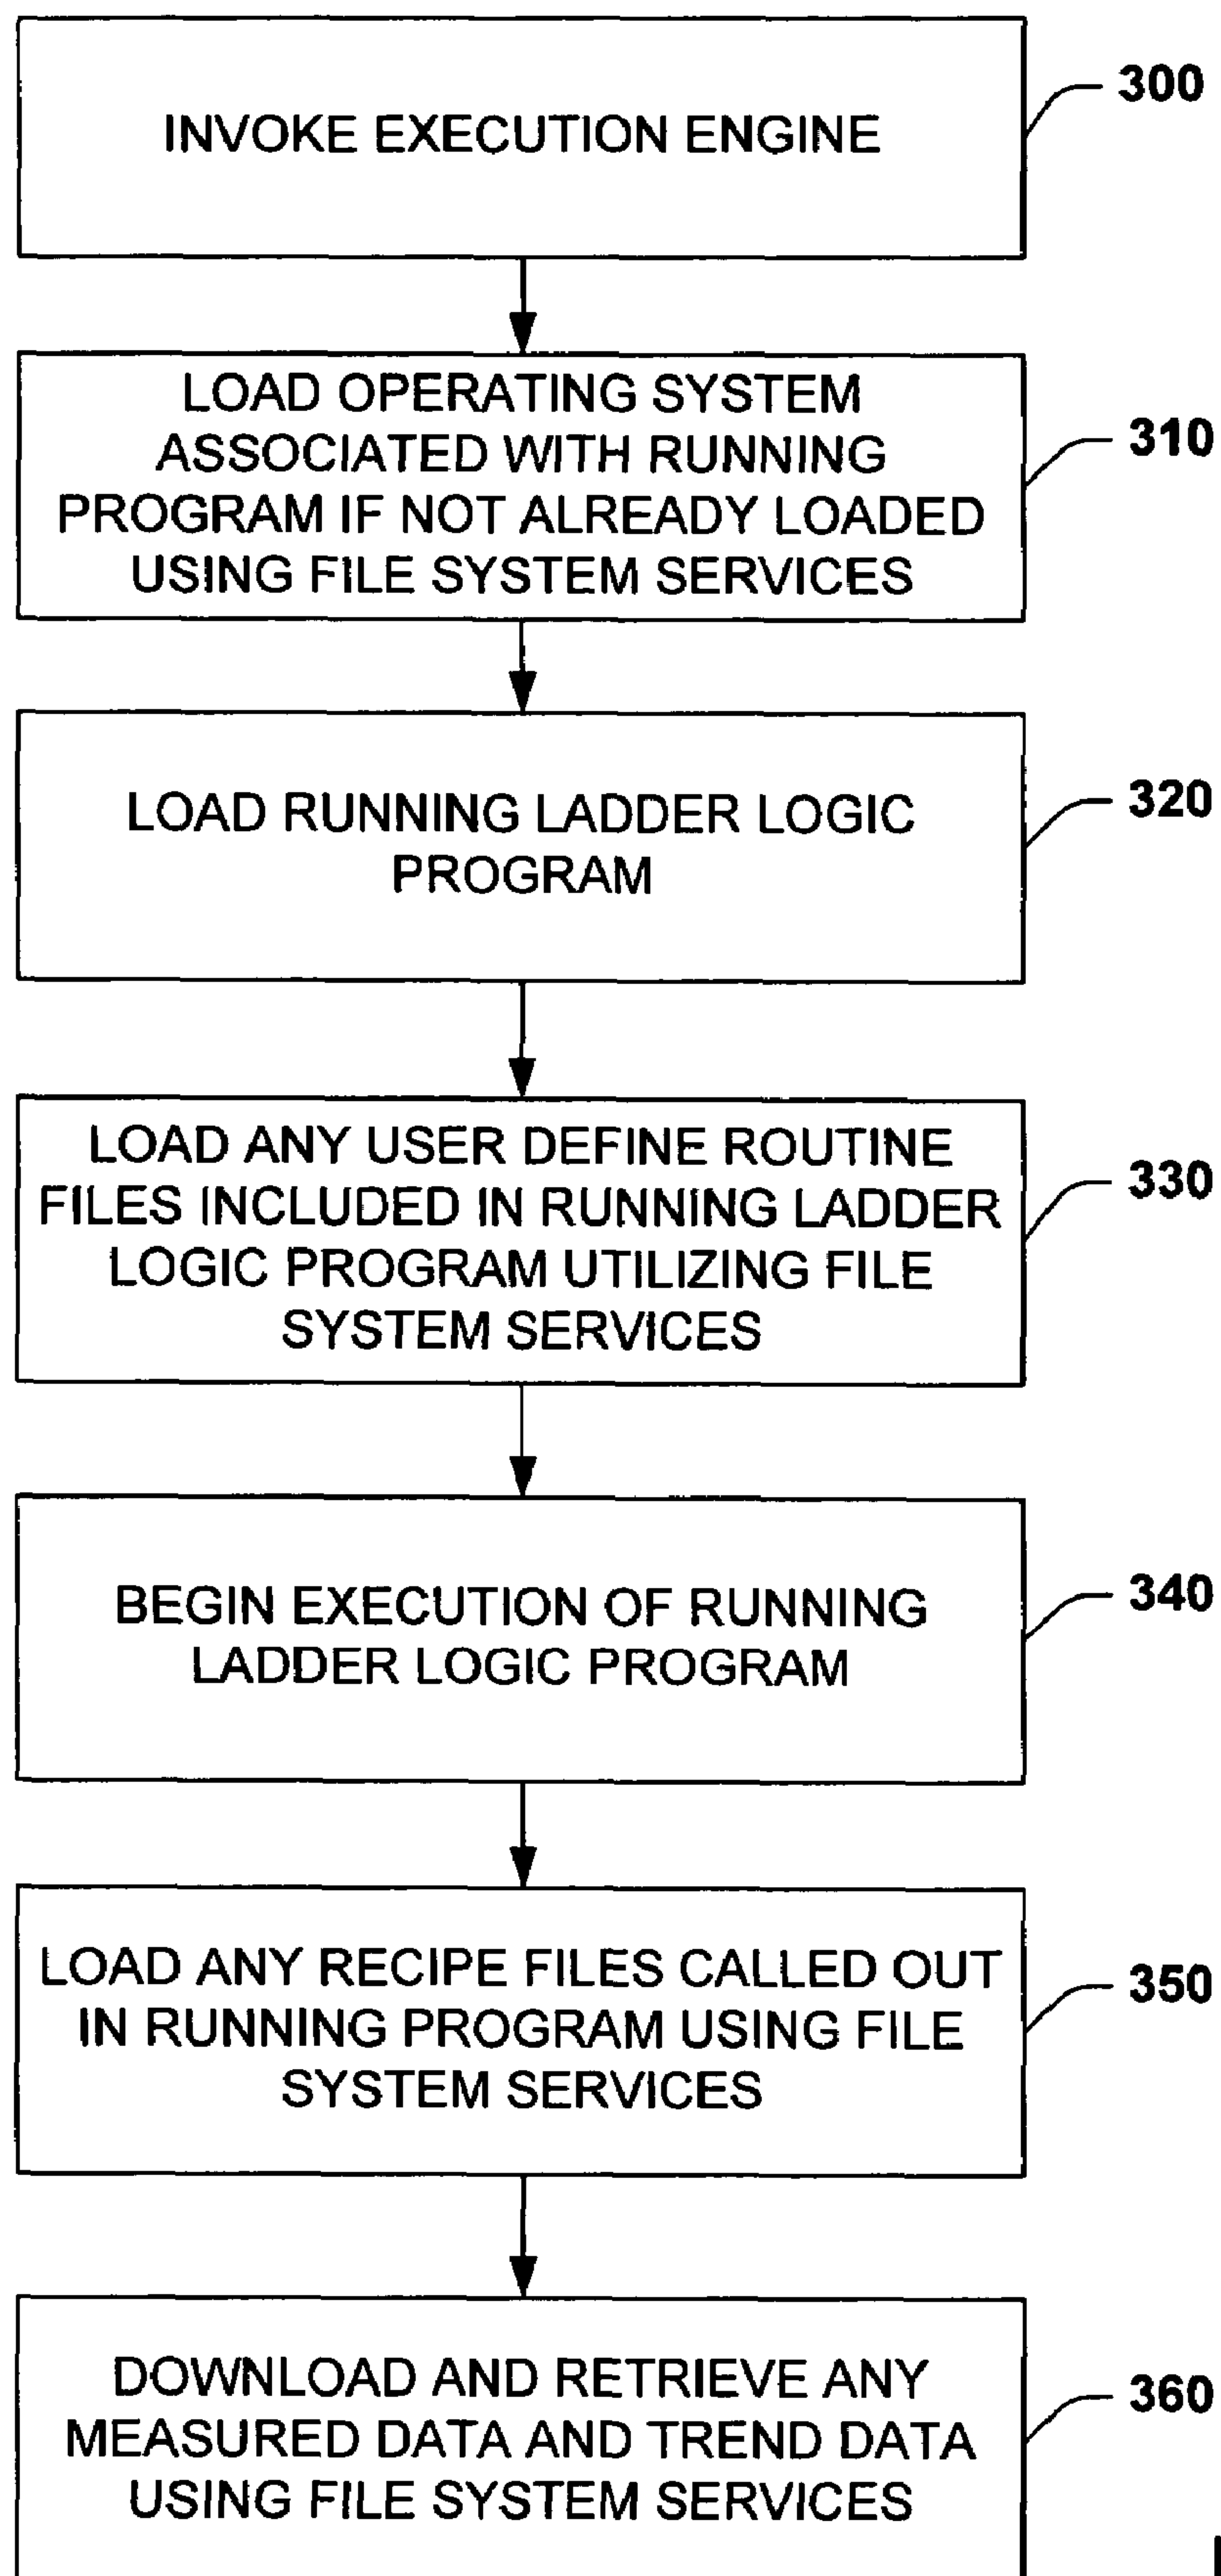 INVOKE EXECUTION ENGINE
300
LOAD OPERATING SYSTEM
ASSOCIATED WITH RUNNING
PROGRAM IF NOT ALREADY LOADED
USING FILE SYSTEM SERVICES
310
LOAD RUNNING LADDER LOGIC
PROGRAM
320
LOAD ANY USER DEFINE ROUTINE
FILES INCLUDED IN RUNNING LADDER
LOGIC PROGRAM UTILIZING FILE
SYSTEM SERVICES
330
BEGIN EXECUTION OF RUNNING
LADDER LOGIC PROGRAM
340
LOAD ANY RECIPE FILES CALLED OUT
IN RUNNING PROGRAM USING FILE
SYSTEM SERVICES
350
DOWNLOAD AND RETRIEVE ANY
MEASURED DATA AND TREND DATA
USING FILE SYSTEM SERVICES
360